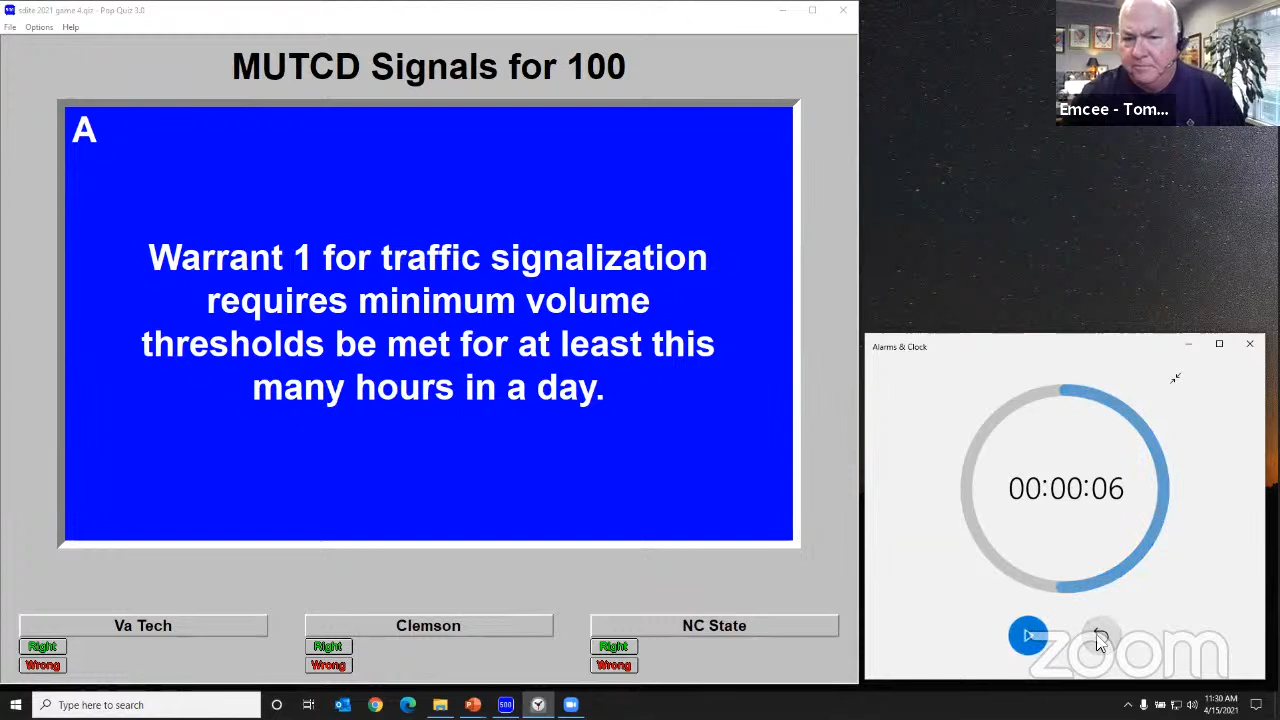 sdite 2021 game 4.qiz - Pop Quiz 3.0
File Options Help
MUTCD Signals for 100
A
Warrant 1 for traffic signalization
requires minimum volume
thresholds be met for at least this
many hours in a day.
Va Tech
Right
Wrong
Clemson
Right
Wrong
NC State
Right
Wrong
Emcee - Tom...
Alarms & Clock
00:00:06
zoom
Type here to search
500
11:30 AM
4/15/2021